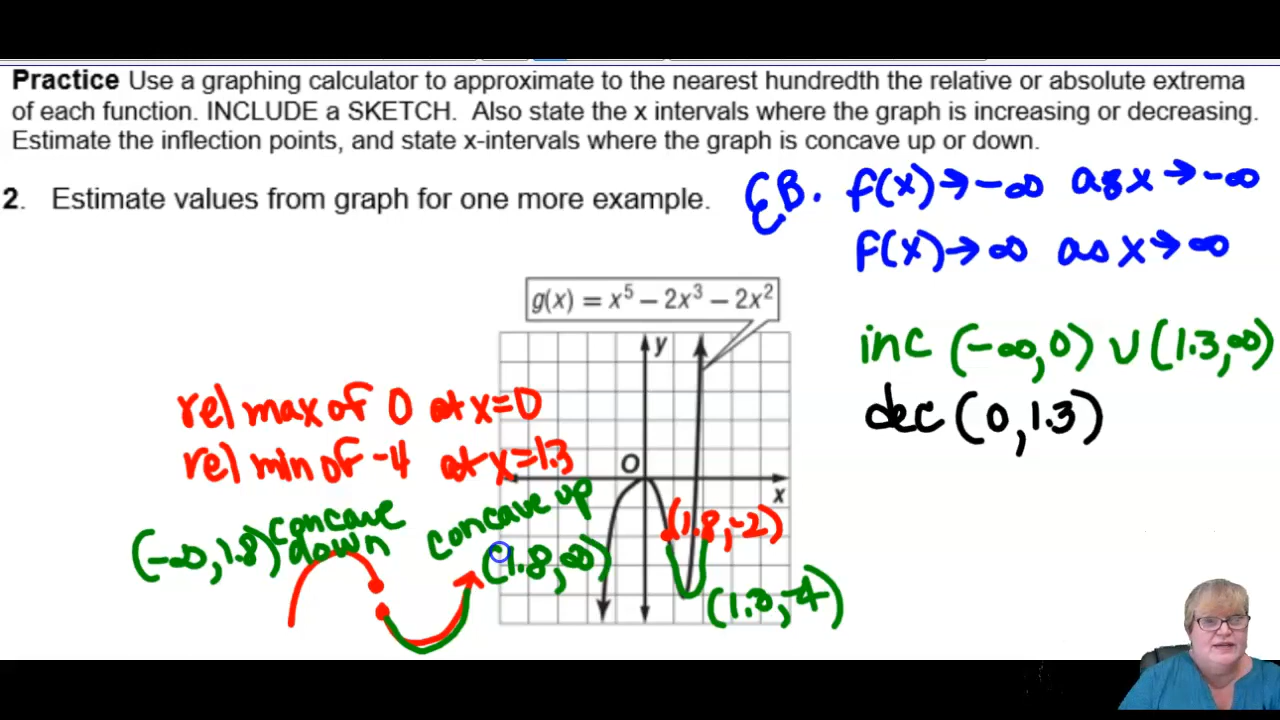 Practice Use a graphing calculator to approximate to the nearest hundredth the relative or absolute extrema
of each function. INCLUDE a SKETCH. Also state the x intervals where the graph is increasing or decreasing.
Estimate the inflection points, and state x-intervals where the graph is concave up or down.
2. Estimate values from graph for one more example.
EB. f(x)→-∞ as x→-∞
f(x)→∞ as x→∞
g(x) = x⁵ − 2x³ − 2x²
y
inc (-∞,0) ∪ (1.3,∞)
rel max of 0 at x=0
dec (0,1.3)
rel min of -4 at x=1.3
O
x
concave up
(1.8,∞)
(-∞,1.8) concave
down
(1.8,-2)
(1.3,-4)